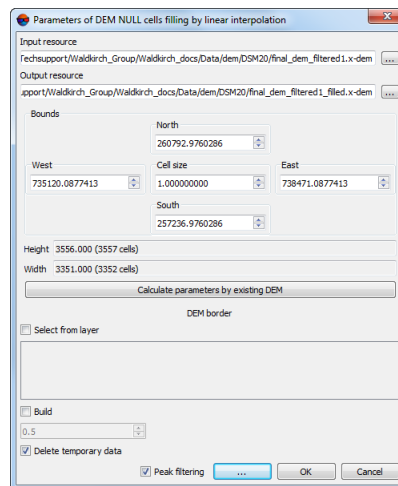 Parameters of DEM NULL cells filling by linear interpolation
Input resource
Techsupport/Waldkirch_Group/Waldkirch_docs/Data/dem/DSM20/final_dem_filtered1.x-dem ...
Output resource
.pport/Waldkirch_Group/Waldkirch_docs/Data/dem/DSM20/final_dem_filtered1_filled.x-dem ...
Bounds
North
260792.9760286
West Cell size East
735120.0877413 1.000000000 738471.0877413
South
257236.9760286
Height 3556.000 (3557 cells)
Width 3351.000 (3352 cells)
Calculate parameters by existing DEM
DEM border
Select from layer
Build
0.5
Delete temporary data
Peak filtering ... OK Cancel